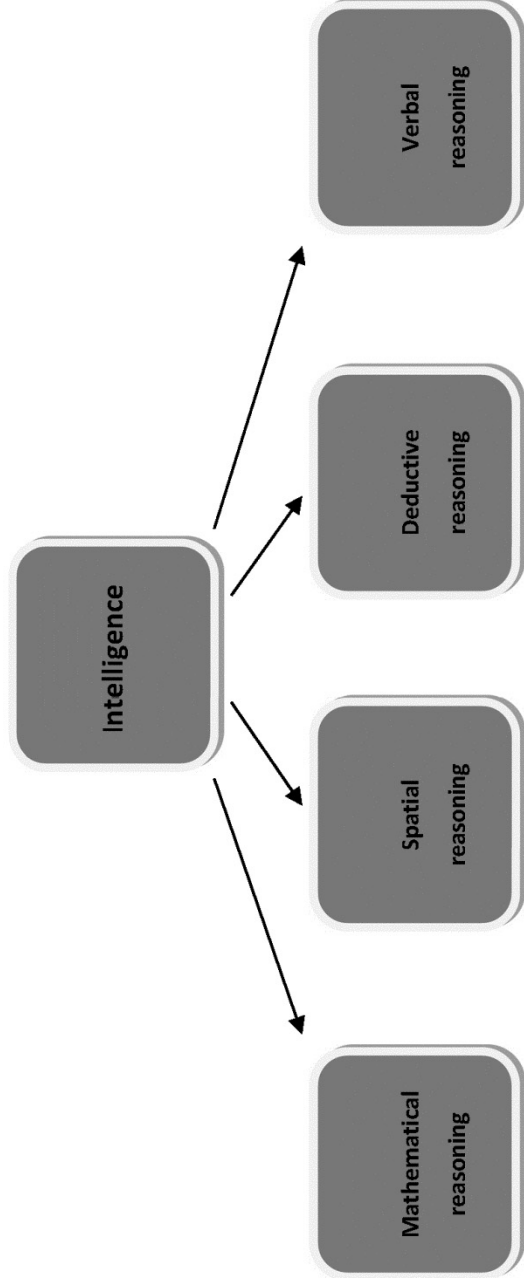 Intelligence
Mathematical
reasoning
Spatial
reasoning
Deductive
reasoning
Verbal
reasoning